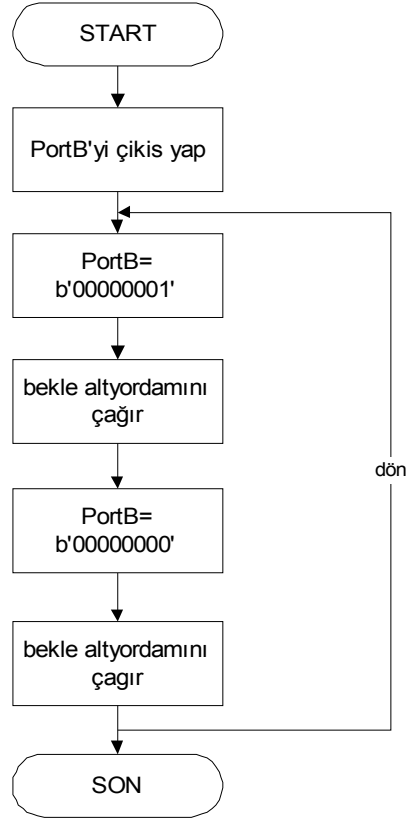 START
PortB'yi çikis yap
PortB=
b'00000001'
bekle altyordamını
çağır
dön
PortB=
b'00000000'
bekle altyordamını
çagır
SON